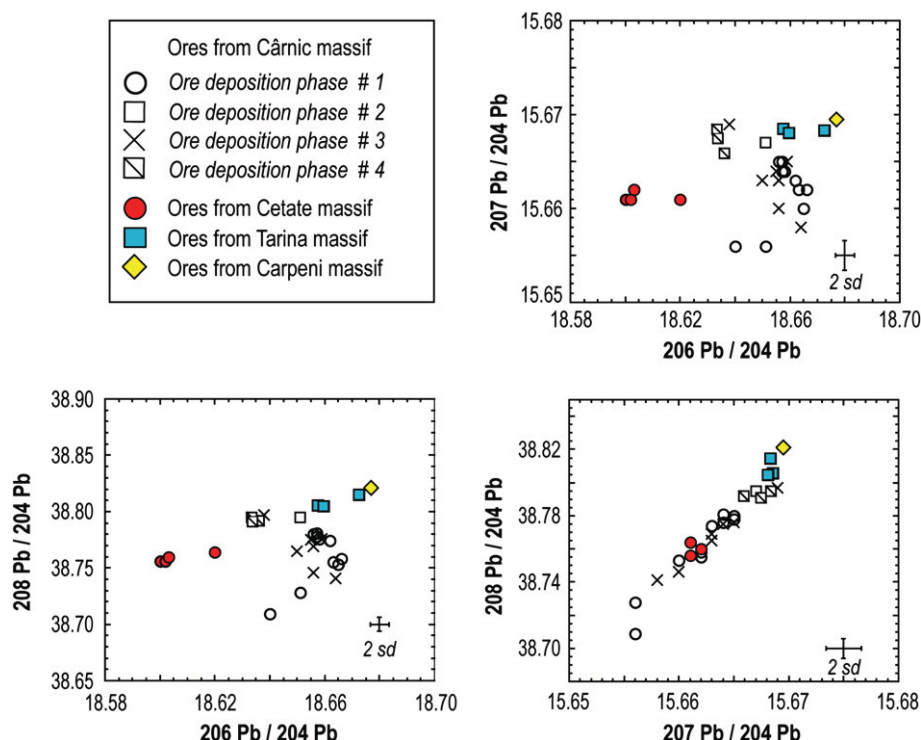 Ores from Cârnic massif
Ore deposition phase # 1
Ore deposition phase # 2
Ore deposition phase # 3
Ore deposition phase # 4
Ores from Cetate massif
Ores from Tarina massif
Ores from Carpeni massif
15.68
15.67
15.66
15.65
207 Pb / 204 Pb
2 sd
18.58
18.62
18.66
18.70
206 Pb / 204 Pb
38.90
38.85
38.80
38.75
38.70
38.65
208 Pb / 204 Pb
2 sd
18.58
18.62
18.66
18.70
206 Pb / 204 Pb
38.82
38.78
38.74
38.70
208 Pb / 204 Pb
2 sd
15.65
15.66
15.67
15.68
207 Pb / 204 Pb